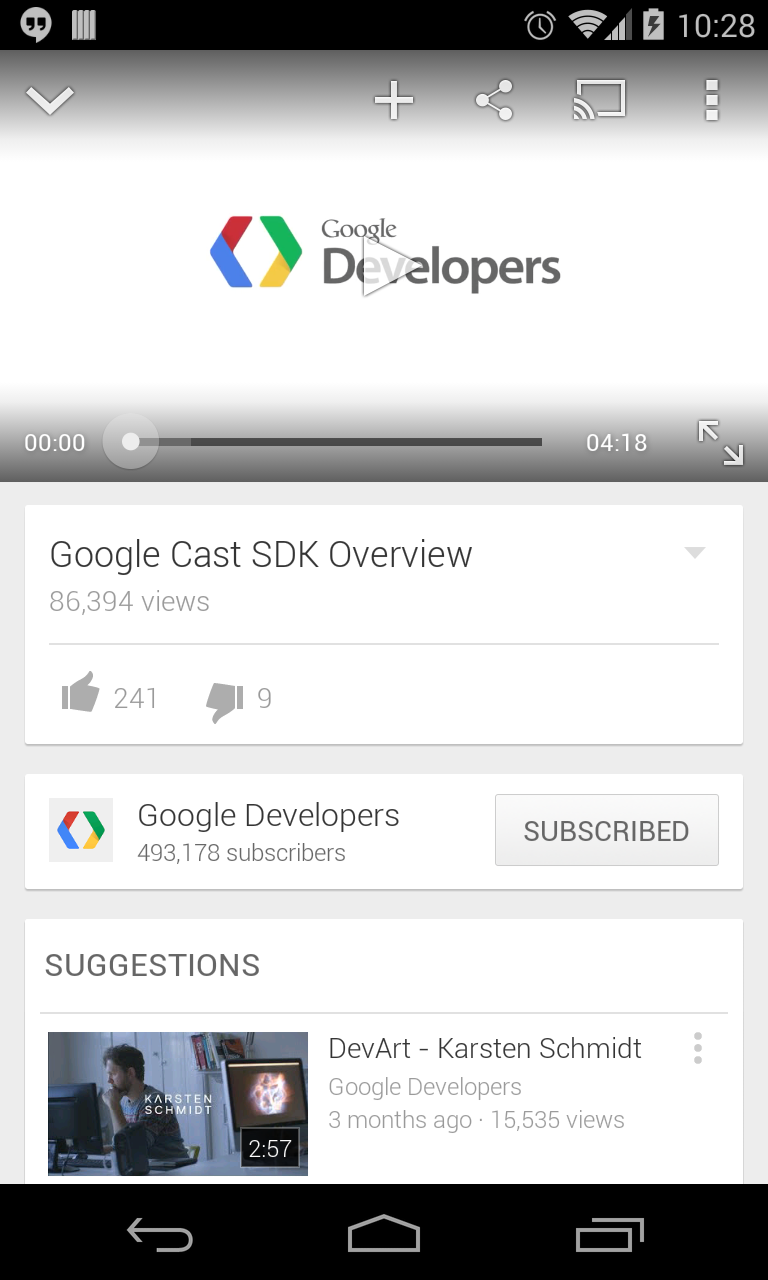 10:28
Google
Developers
00:00
04:18
Google Cast SDK Overview
86,394 views
241
9
Google Developers
493,178 subscribers
SUBSCRIBED
SUGGESTIONS
DevArt - Karsten Schmidt
Google Developers
3 months ago · 15,535 views
KARSTEN
SCHMIDT
2:57